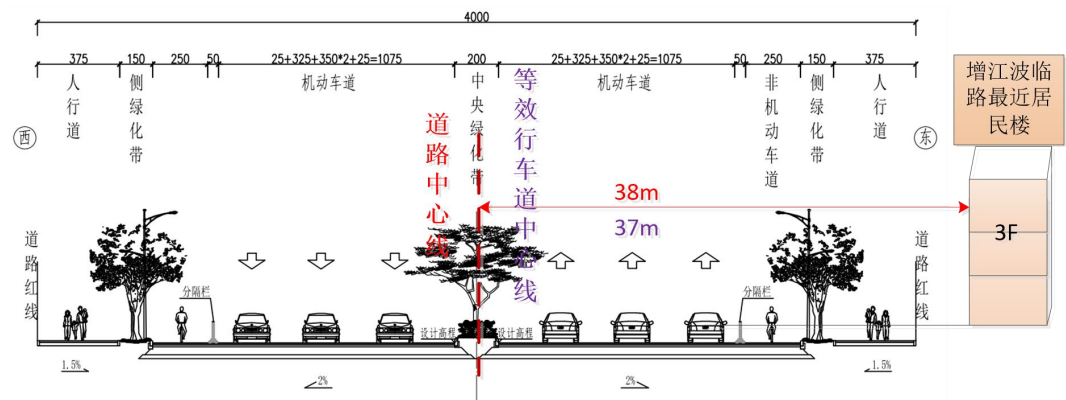 4000
375
150
250
50
25+325+350*2+25=1075
200
25+325+350*2+25=1075
50
250
150
375
人行道
侧绿化带
机动车道
中央绿化带
机动车道
非机动车道
侧绿化带
人行道
西
东
道路中心线
等效行车道中心线
增江波临
路最近居
民楼
38m
37m
3F
道路红线
道路红线
分隔栏
分隔栏
设计高程
设计高程
1.5%
2%
2%
1.5%